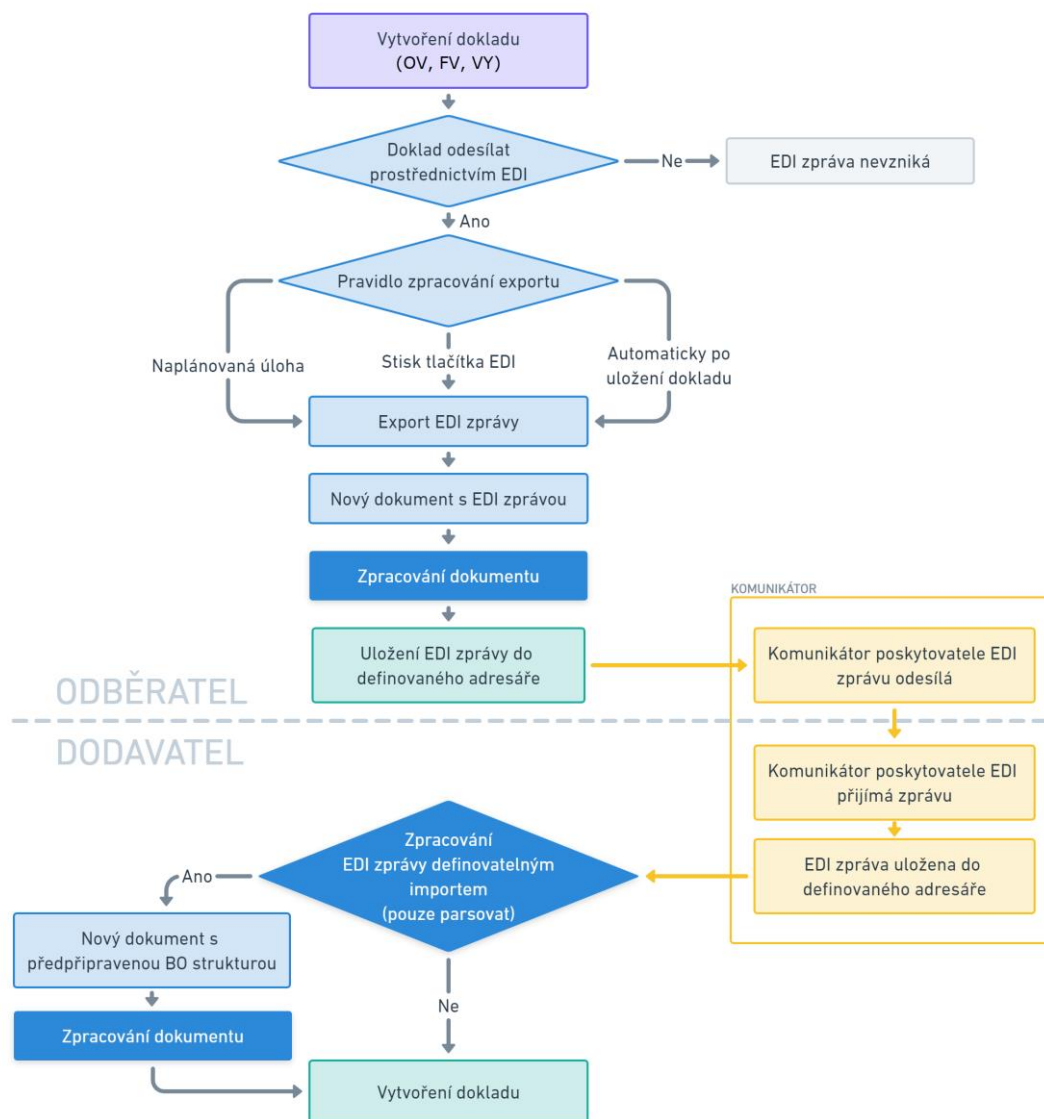 Vytvoření dokladu
(OV, FV, VY)
Doklad odesílat
prostřednictvím EDI
Ne
EDI zpráva nevzniká
Ano
Pravidlo zpracování exportu
Naplánovaná úloha
Stisk tlačítka EDI
Automaticky po
uložení dokladu
Export EDI zprávy
Nový dokument s EDI zprávou
Zpracování dokumentu
KOMUNIKÁTOR
Uložení EDI zprávy do
definovaného adresáře
Komunikátor poskytovatele EDI
zprávu odesílá
ODBĚRATEL
DODAVATEL
Komunikátor poskytovatele EDI
přijímá zprávu
EDI zpráva uložena do
definovaného adresáře
Zpracování
EDI zprávy definovatelným
importem
(pouze parsovat)
Ano
Nový dokument s
předpřipravenou BO strukturou
Zpracování dokumentu
Ne
Vytvoření dokladu